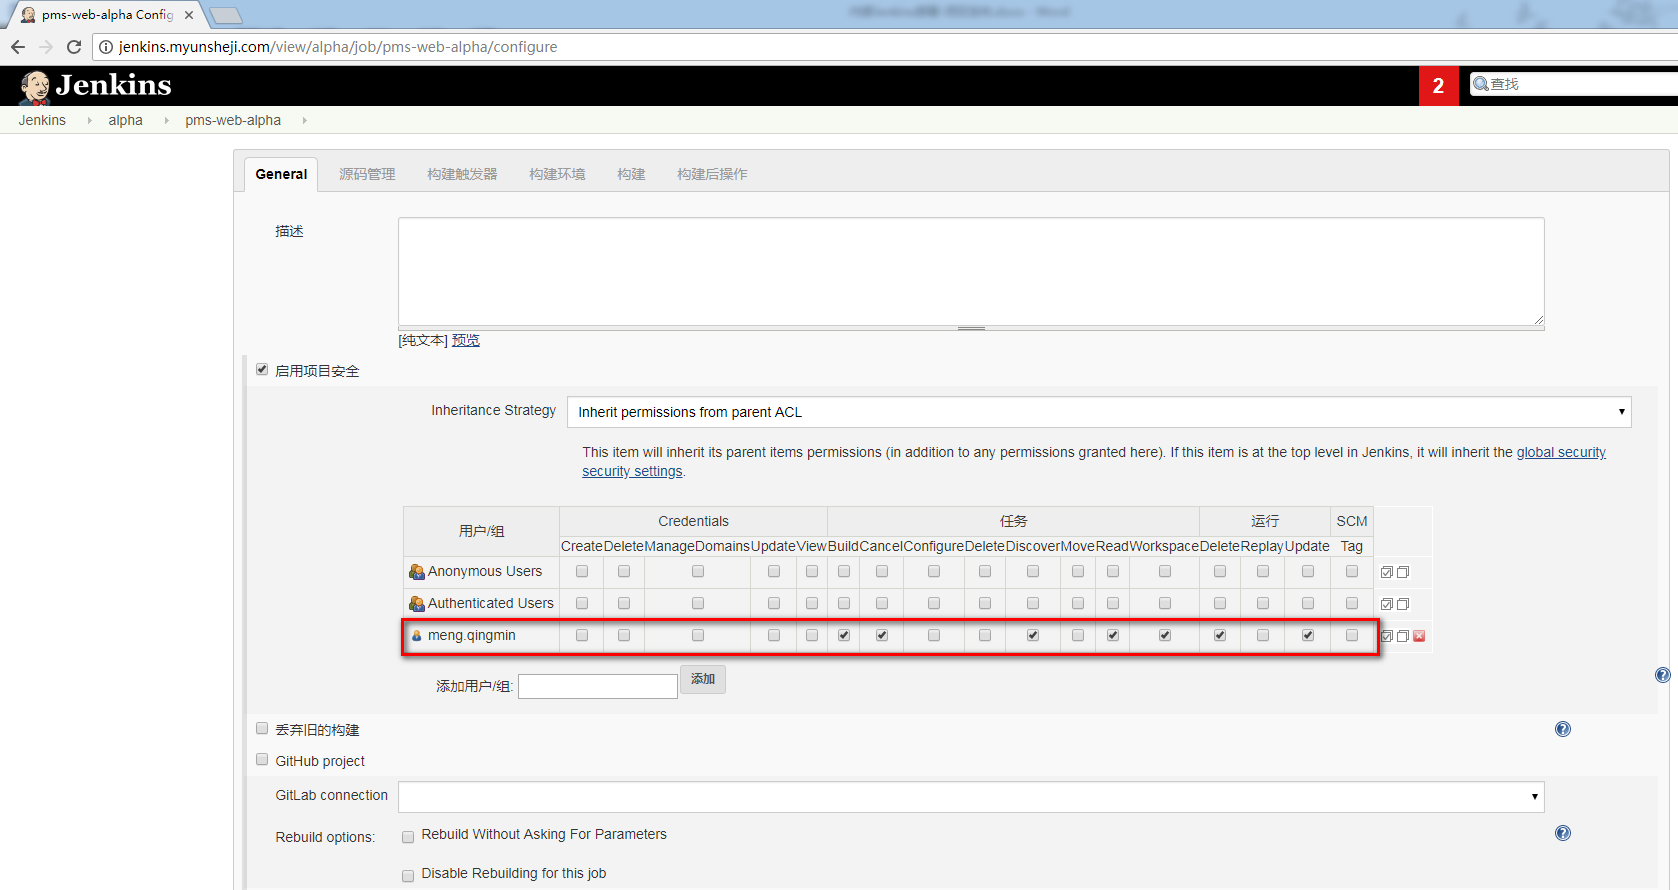 pms-web-alpha Config
jenkins.myunsheji.com/view/alpha/job/pms-web-alpha/configure
Jenkins
2
查找
Jenkins
alpha
pms-web-alpha
General
源码管理
构建触发器
构建环境
构建
构建后操作
描述
[纯文本] 预览
启用项目安全
Inheritance Strategy
Inherit permissions from parent ACL
This item will inherit its parent items permissions (in addition to any permissions granted here). If this item is at the top level in Jenkins, it will inherit the global security
security settings.
用户/组
Credentials
任务
运行
SCM
Create Delete ManageDomains Update View Build Cancel Configure Delete Discover Move Read Workspace Delete Replay Update Tag
Anonymous Users
Authenticated Users
meng.qingmin
添加用户/组:
添加
丢弃旧的构建
GitHub project
GitLab connection
Rebuild options:
Rebuild Without Asking For Parameters
Disable Rebuilding for this job